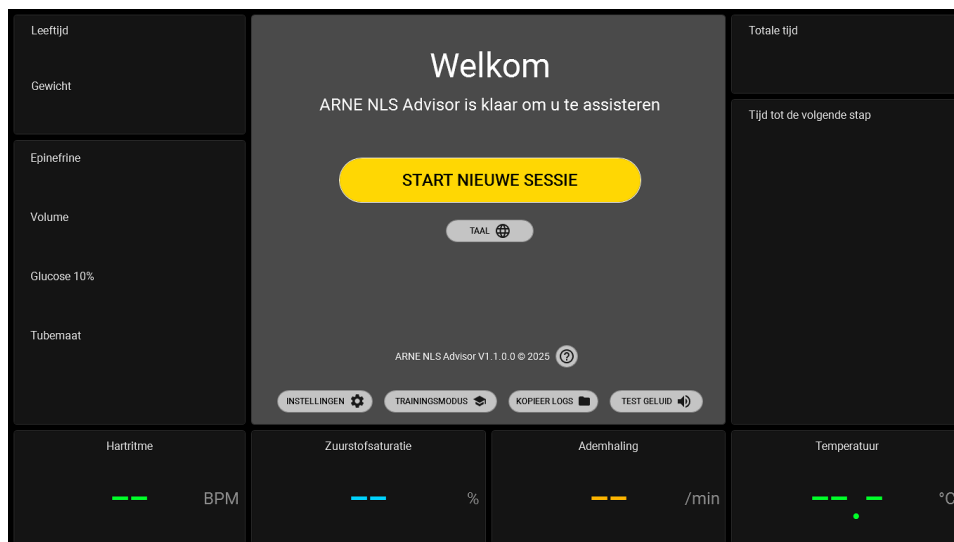 Leeftijd
Gewicht
Epinefrine
Volume
Glucose 10%
Tubemaat
Welkom
ARNE NLS Advisor is klaar om u te assisteren
START NIEUWE SESSIE
TAAL
ARNE NLS Advisor V1.1.0.0 © 2025
INSTELLINGEN
TRAININGSMODUS
KOPIEER LOGS
TEST GELUID
Totale tijd
Tijd tot de volgende stap
Hartritme
-- BPM
Zuurstofsaturatie
-- %
Ademhaling
-- /min
Temperatuur
--.- °C